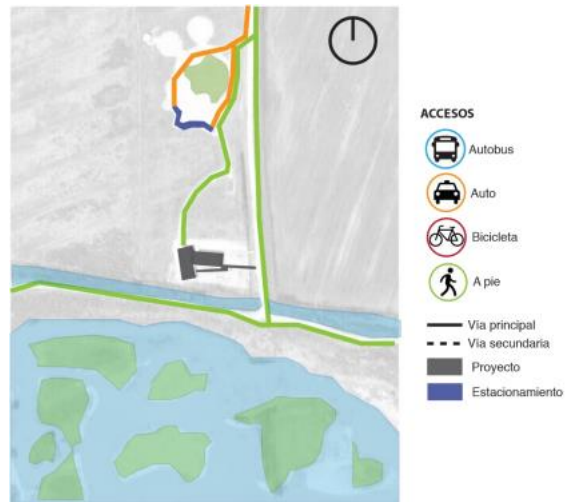 ACCESOS
Autobus
Auto
Bicicleta
A pie
Via principal
Via secundaria
Proyecto
Estacionamiento